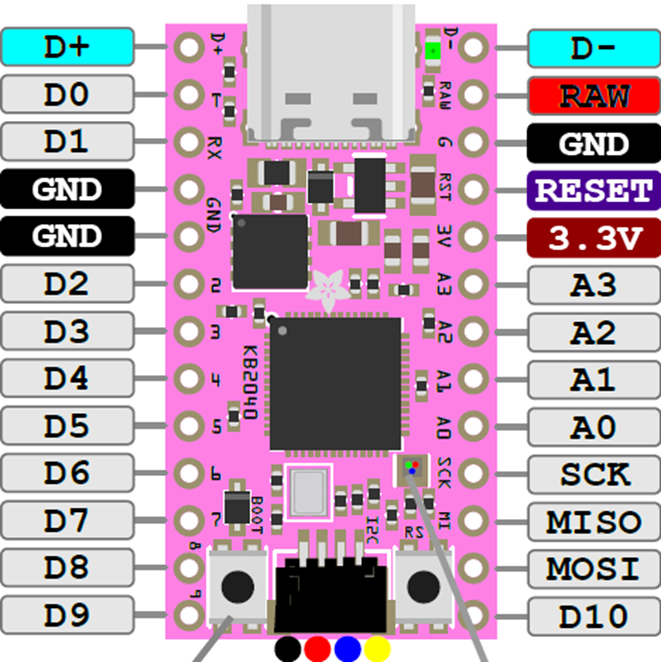 D+
D0
D1
GND
GND
D2
D3
D4
D5
D6
D7
D8
D9
D+
T
RX
GND
2
3
4
5
6
7
8
9
KB2040
BOOT
I2C
RS
D-
RAW
G
RST
3V
A3
A2
A1
A0
SCK
MI
D-
RAW
GND
RESET
3.3V
A3
A2
A1
A0
SCK
MISO
MOSI
D10